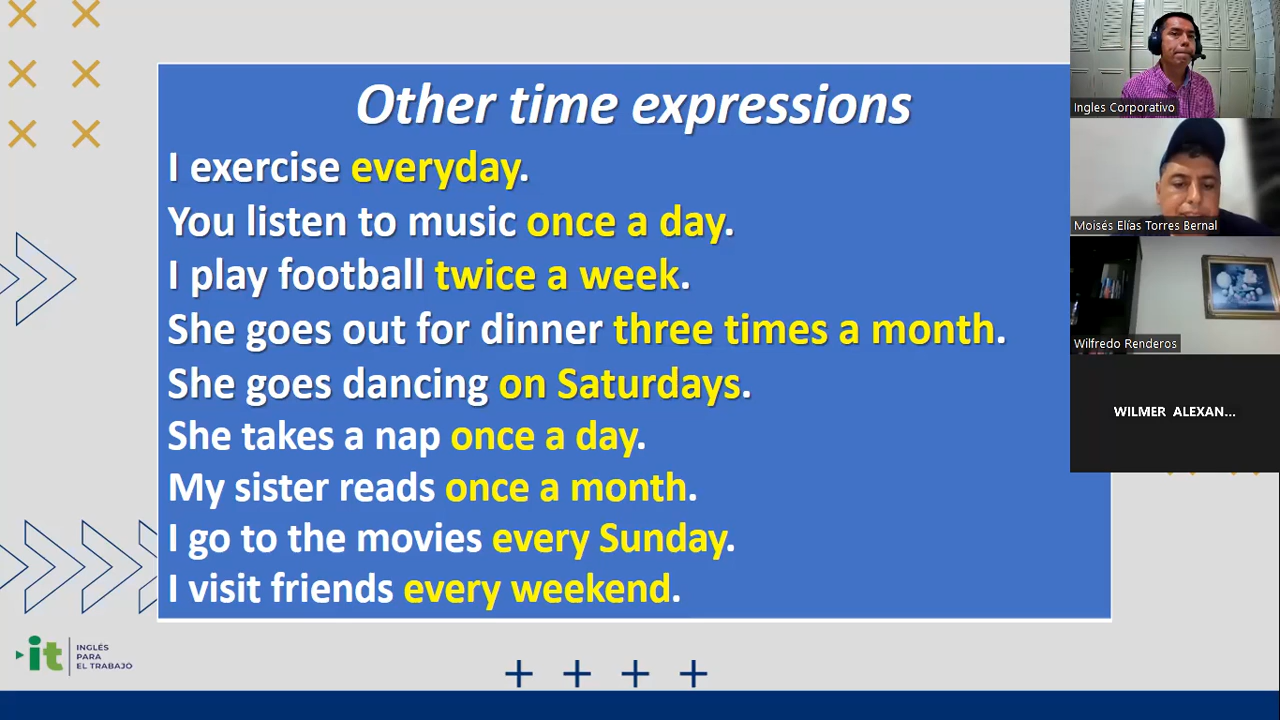 Other time expressions
I exercise everyday.
You listen to music once a day.
I play football twice a week.
She goes out for dinner three times a month.
She goes dancing on Saturdays.
She takes a nap once a day.
My sister reads once a month.
I go to the movies every Sunday.
I visit friends every weekend.
it
INGLÉS
PARA
EL TRABAJO
Ingles Corporativo
Moisés Elías Torres Bernal
Wilfredo Renderos
WILMER ALEXAN...